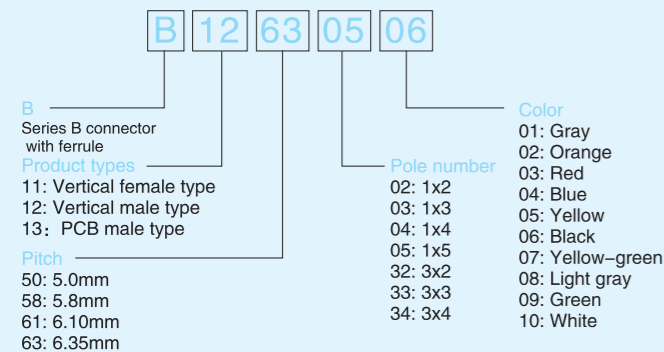 B 12 63 05 06
B
Series B connector
with ferrule
Product types
11: Vertical female type
12: Vertical male type
13：PCB male type
Pitch
50: 5.0mm
58: 5.8mm
61: 6.10mm
63: 6.35mm
Pole number
02: 1x2
03: 1x3
04: 1x4
05: 1x5
32: 3x2
33: 3x3
34: 3x4
Color
01: Gray
02: Orange
03: Red
04: Blue
05: Yellow
06: Black
07: Yellow–green
08: Light gray
09: Green
10: White